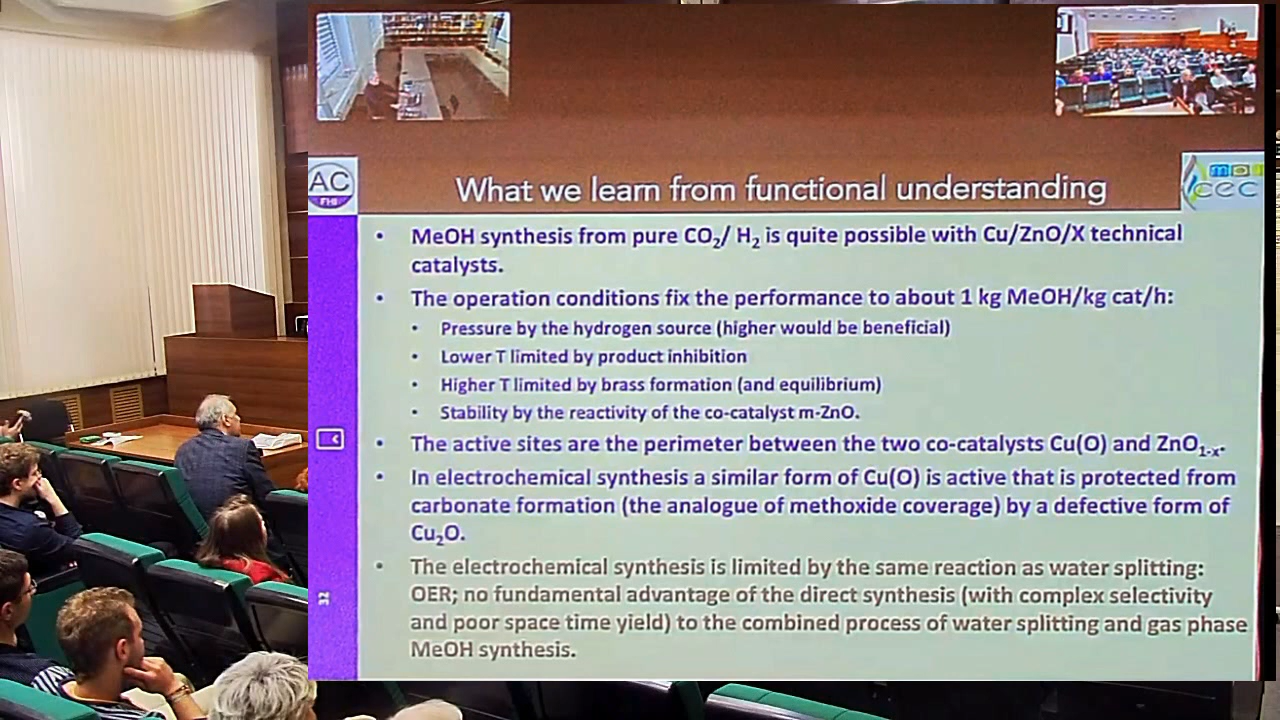 AC
FHI
What we learn from functional understanding
cec
• MeOH synthesis from pure CO₂/ H₂ is quite possible with Cu/ZnO/X technical
catalysts.
• The operation conditions fix the performance to about 1 kg MeOH/kg cat/h:
• Pressure by the hydrogen source (higher would be beneficial)
• Lower T limited by product inhibition
• Higher T limited by brass formation (and equilibrium)
• Stability by the reactivity of the co-catalyst m-ZnO.
• The active sites are the perimeter between the two co-catalysts Cu(O) and ZnO₁₋ₓ.
• In electrochemical synthesis a similar form of Cu(O) is active that is protected from
carbonate formation (the analogue of methoxide coverage) by a defective form of
Cu₂O.
• The electrochemical synthesis is limited by the same reaction as water splitting:
OER; no fundamental advantage of the direct synthesis (with complex selectivity
and poor space time yield) to the combined process of water splitting and gas phase
MeOH synthesis.
32